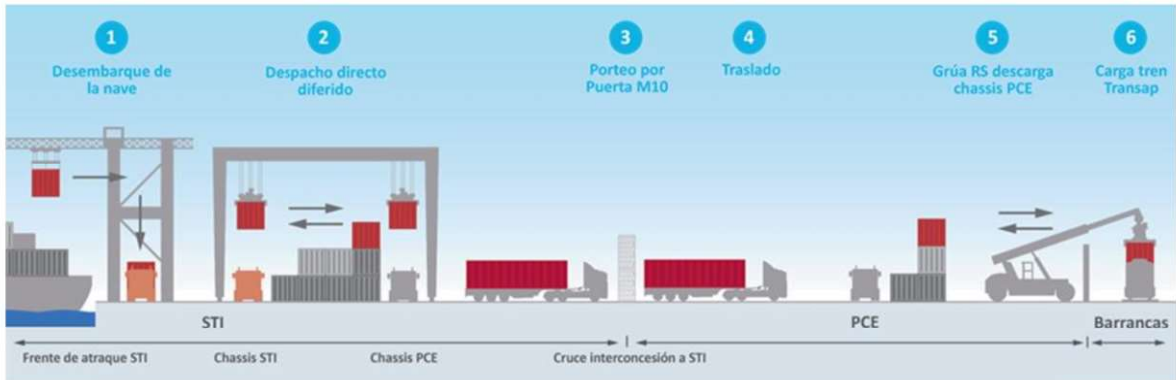 1
Desembarque de
la nave
2
Despacho directo
diferido
3
Porteo por
Puerta M10
4
Traslado
5
Grúa RS descarga
chassis PCE
6
Carga tren
Transap
STI
PCE
Barrancas
Frente de atraque STI
Chassis STI
Chassis PCE
Cruce interconcesión a STI